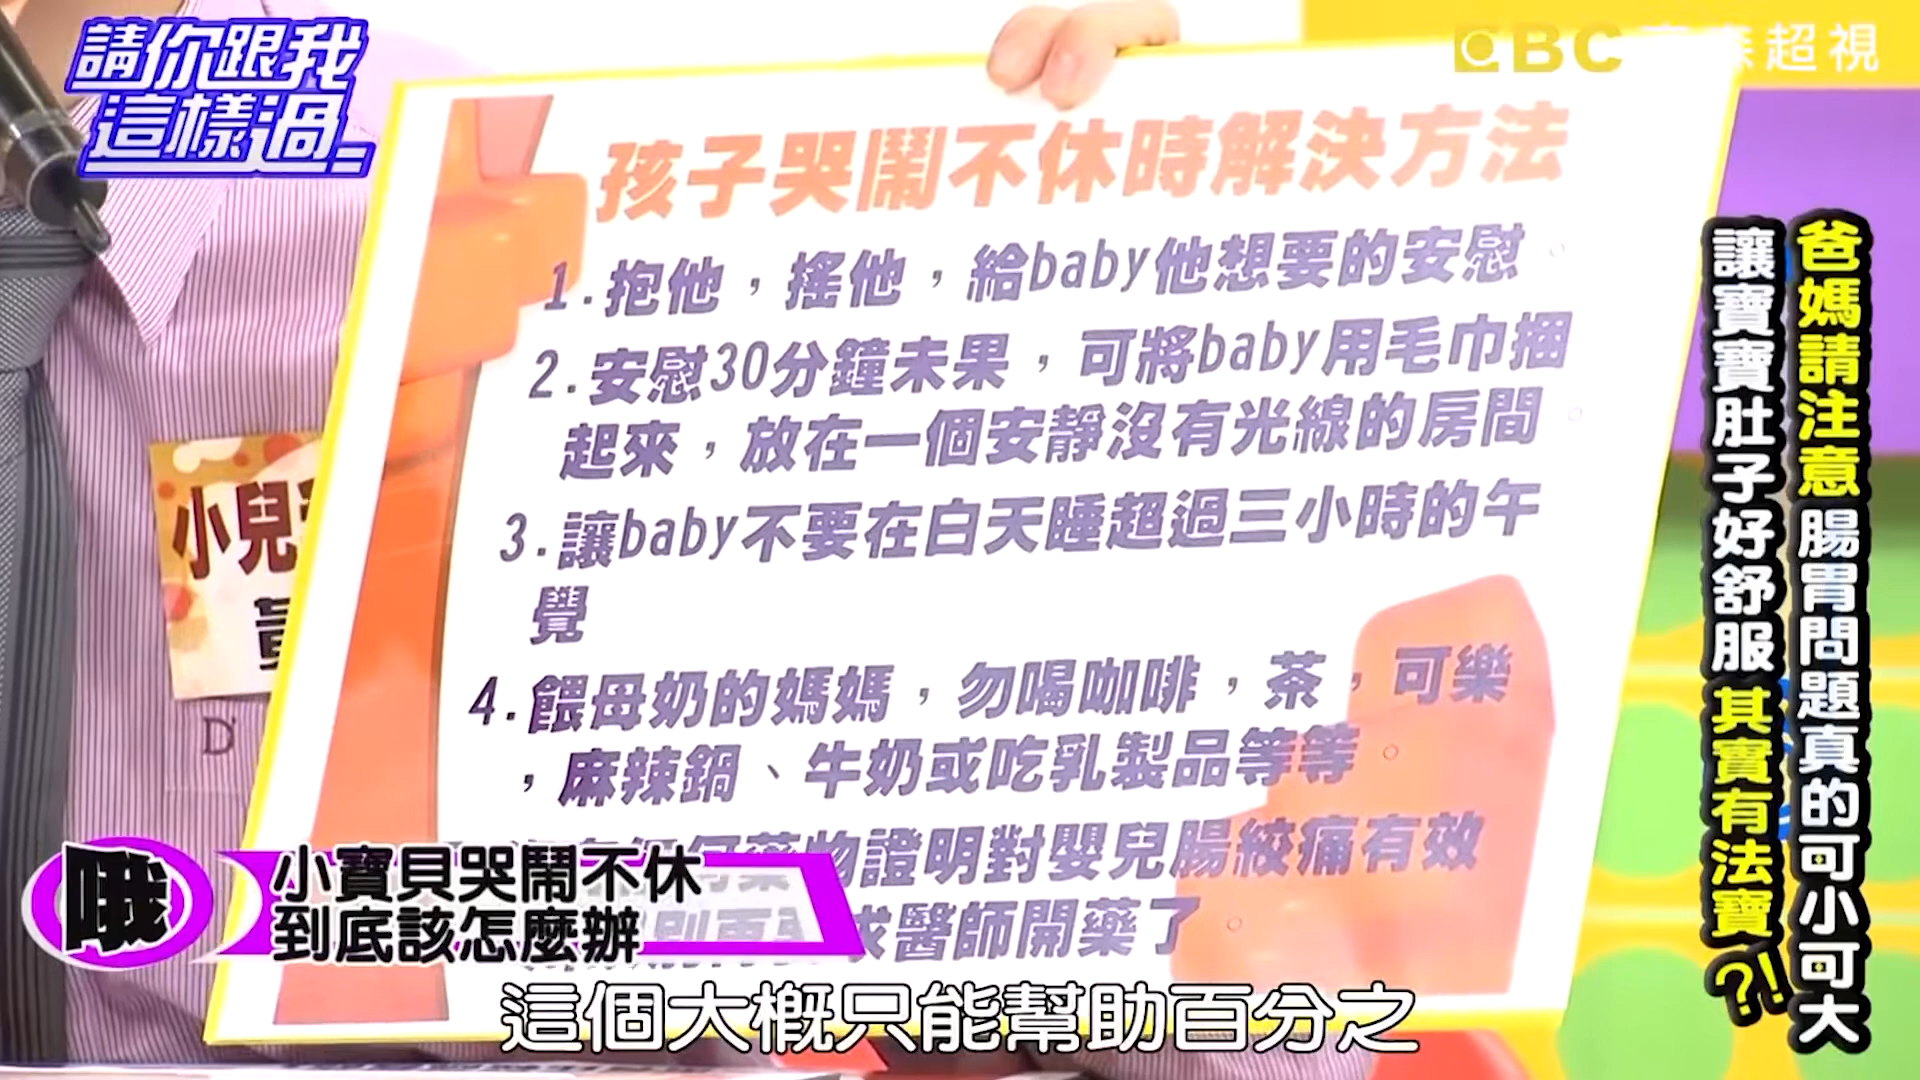 請你跟我
這樣過
EBC 東森超視
孩子哭鬧不休時解決方法
1.抱他，搖他，給baby他想要的安慰。
2.安慰30分鐘未果，可將baby用毛巾捆
起來，放在一個安靜沒有光線的房間。
3.讓baby不要在白天睡超過三小時的午
覺
4.餵母奶的媽媽，勿喝咖啡，茶，可樂
，麻辣鍋、牛奶或吃乳製品等等。
藥物證明對嬰兒腸絞痛有效
求醫師開藥了。
小兒
黃
D'
爸媽請注意 腸胃問題真的可小可大
讓寶寶肚子好舒服 其實有法寶?!
哦
小寶貝哭鬧不休
到底該怎麼辦
這個大概只能幫助百分之